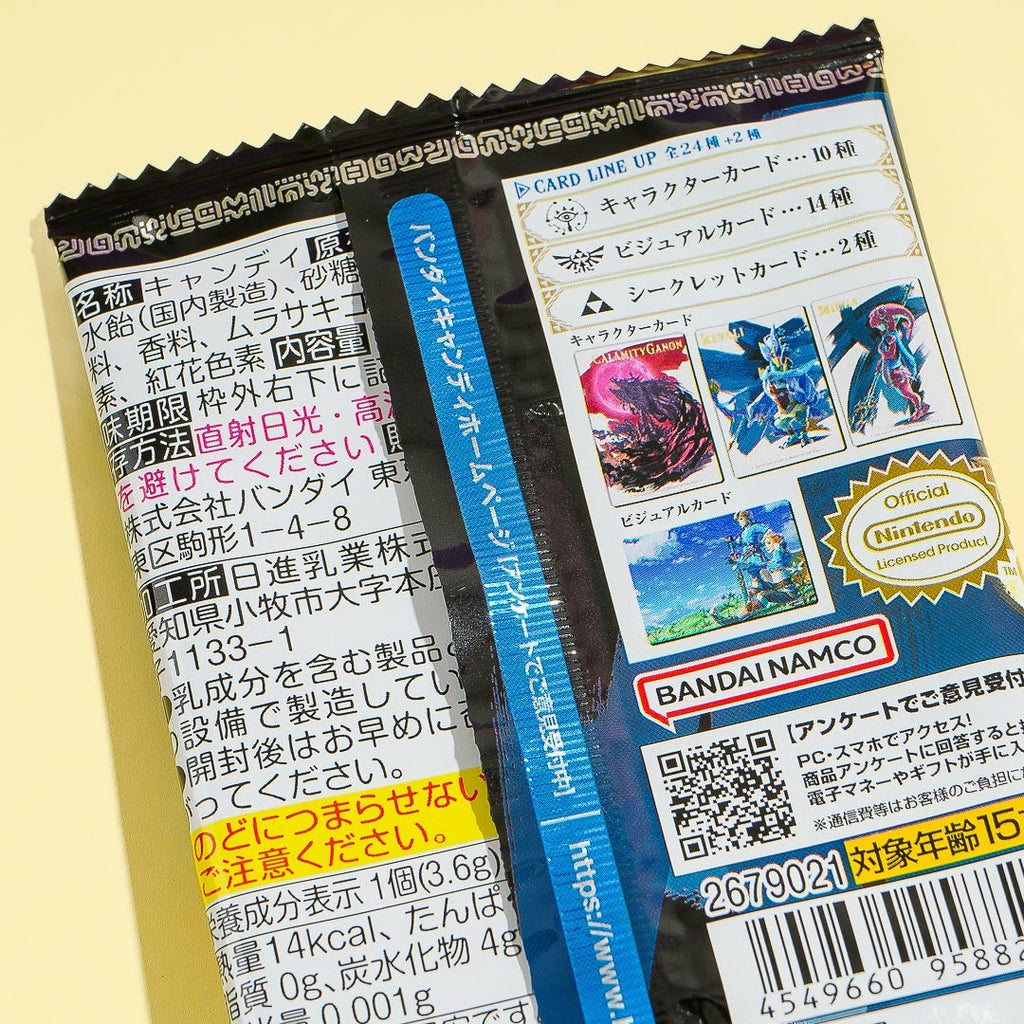 名称 キャンディ 原
水飴(国内製造)、砂糖
料、香料、ムラサキ
素、紅花色素 内容量
味期限 枠外右下に記
存方法 直射日光・高
を避けてください
株式会社バンダイ 東
東区駒形1-4-8
工所 日進乳業株式
愛知県小牧市大字本庄
1133-1
乳成分を含む製品
設備で製造してい
開封後はお早めに
ってください。
のどにつまらせない
ご注意ください。
栄養成分表示 1個(3.6g)
熱量14kcal、たんぱ
脂質 0g、炭水化物 4g
0.001g
バンダイキャンディホームページ[アンケートでご意見受付中] https://www.
CARD LINE UP 全24種+2種
キャラクターカード…10種
ビジュアルカード…14種
シークレットカード…2種
キャラクターカード
CALAMITY GANON
REVALI
MIPHA
ビジュアルカード
Official
Nintendo
Licensed Product
TM
BANDAI NAMCO
【アンケートでご意見受付
PC・スマホでアクセス!
商品アンケートに回答すると
電子マネーやギフトが手に入
※通信費等はお客様のご負担に
2679021 対象年齢15
4549660 9588